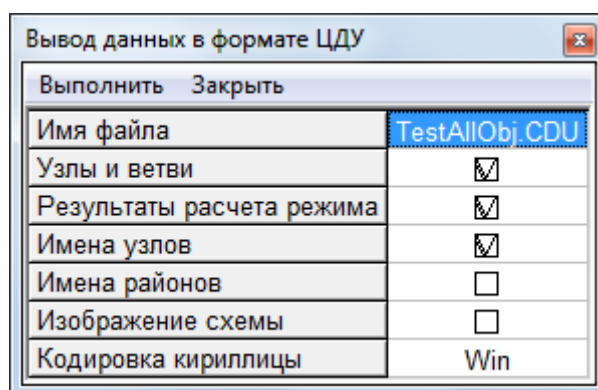 Вывод данных в формате ЦДУ
Выполнить Закрыть
Имя файла TestAllObj.CDU
Узлы и ветви
Результаты расчета режима
Имена узлов
Имена районов
Изображение схемы
Кодировка кириллицы Win